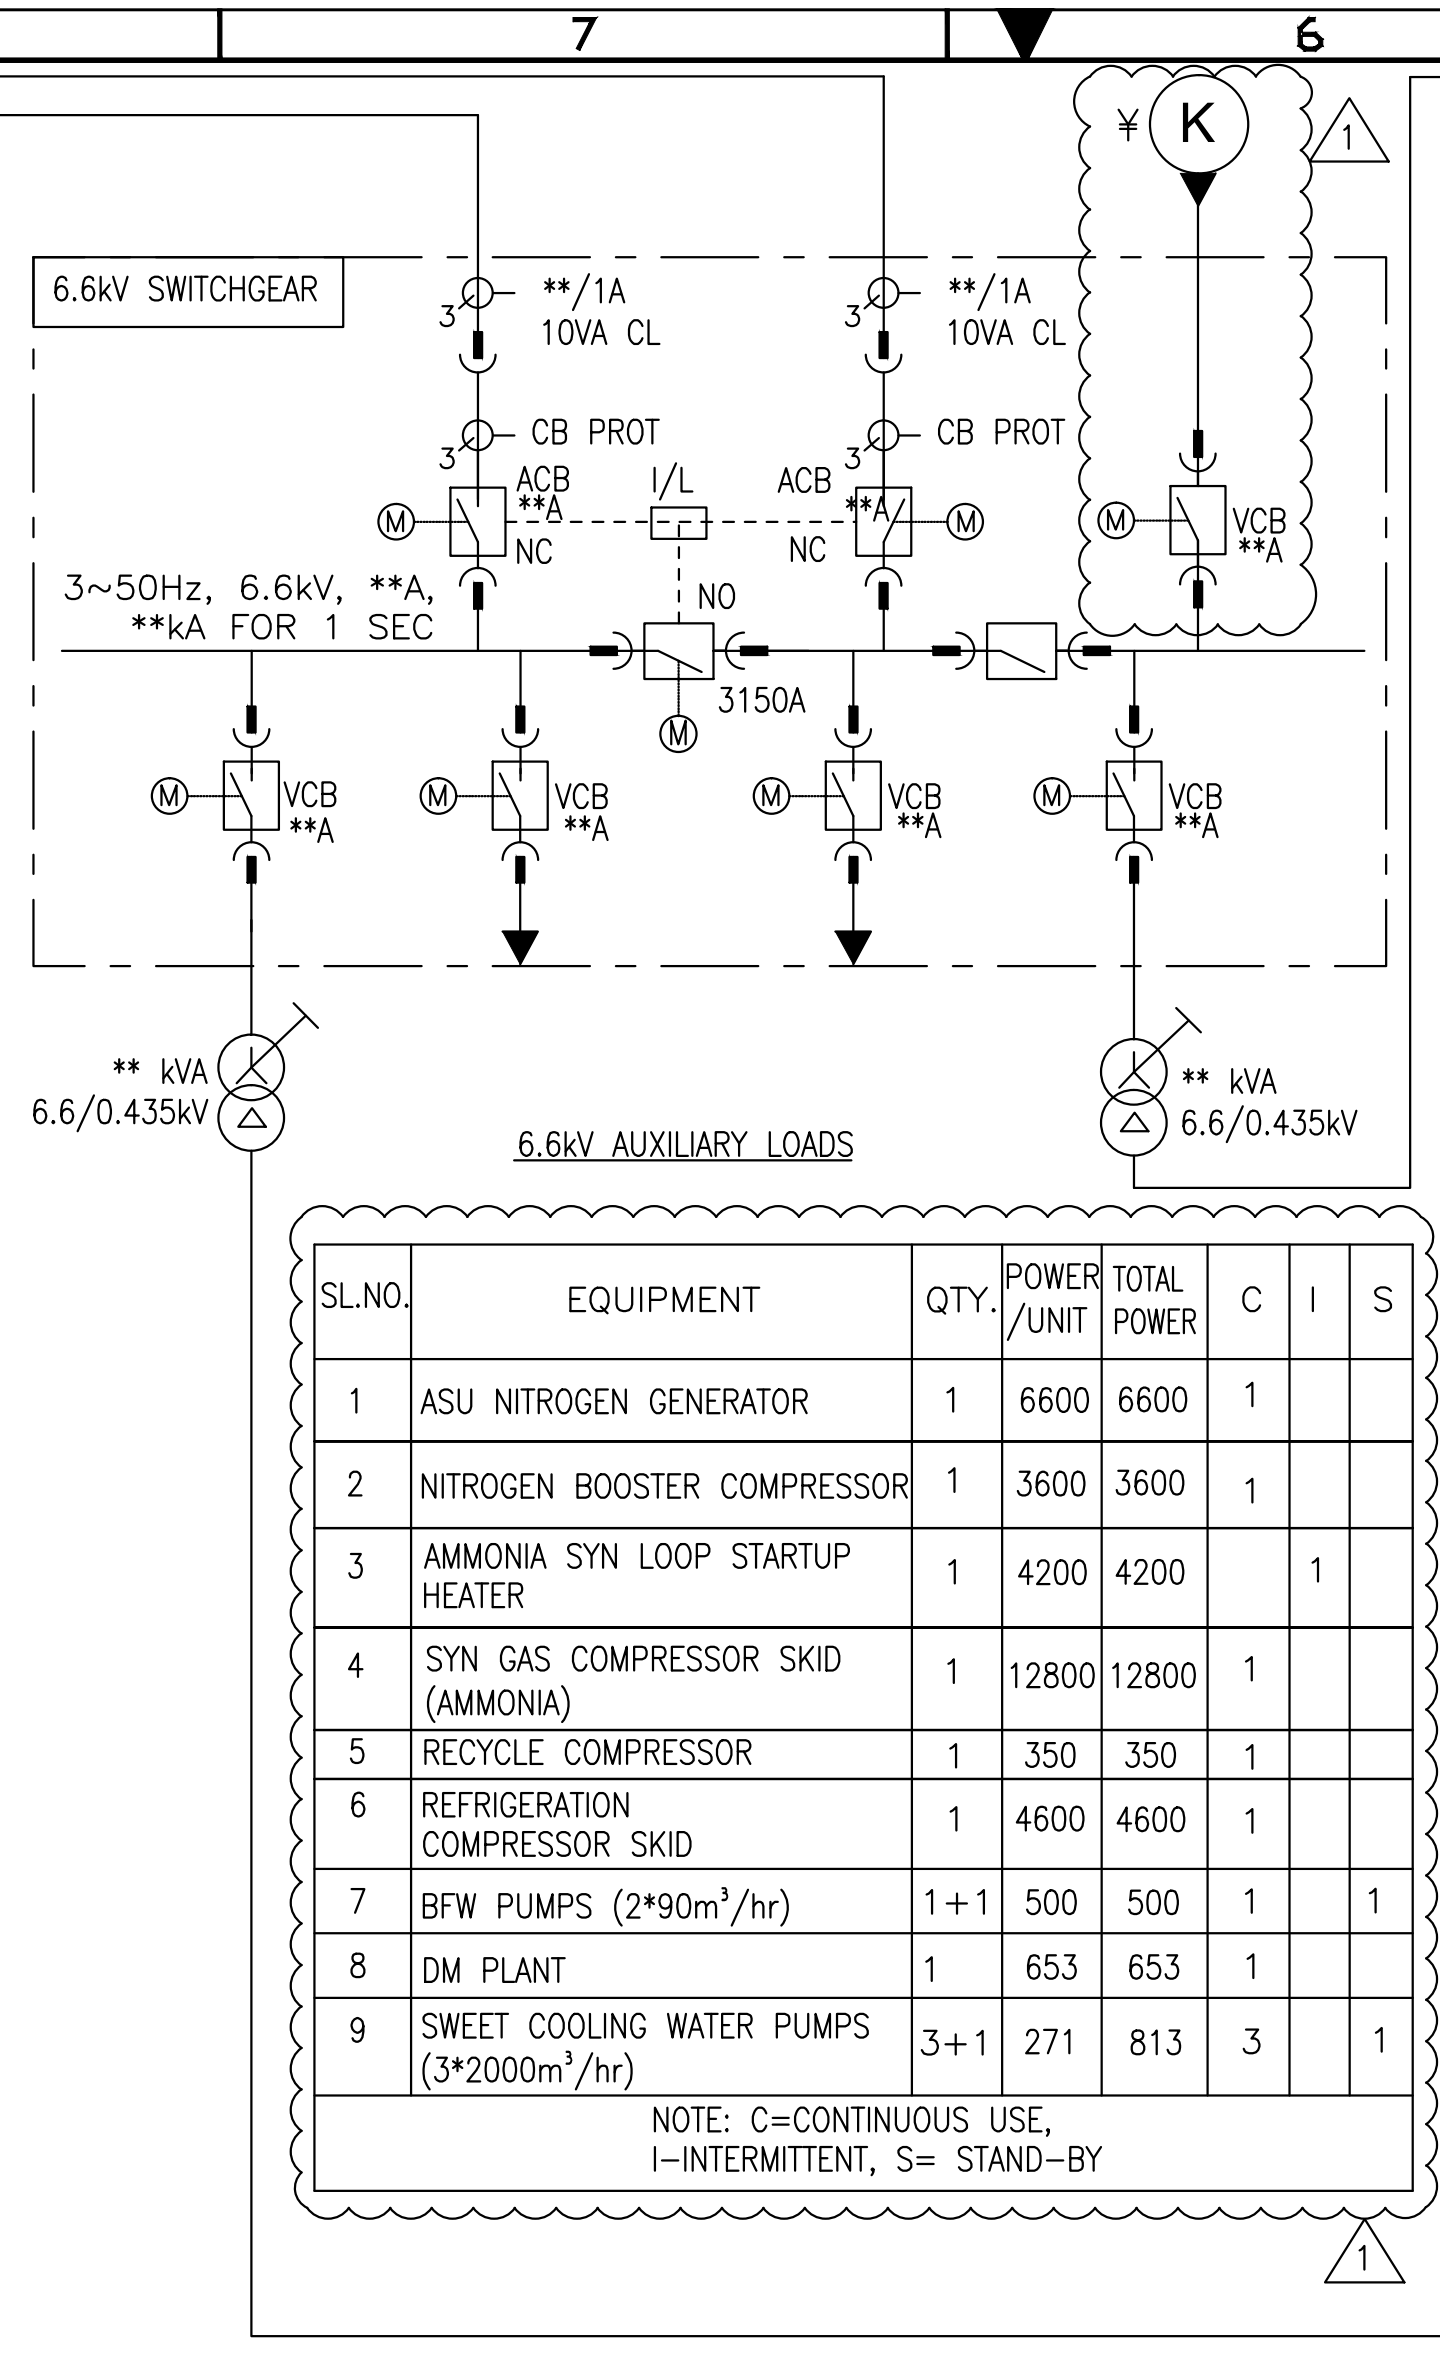 7
6
¥ K
1
6.6kV SWITCHGEAR
3
**/1A
10VA CL
3
**/1A
10VA CL
3
CB PROT
3
CB PROT
M
ACB
**A
NC
I/L
ACB
**A
NC
M
M
VCB
**A
3~50Hz, 6.6kV, **A,
**kA FOR 1 SEC
NO
3150A
M
M
VCB
**A
M
VCB
**A
M
VCB
**A
M
VCB
**A
** kVA
6.6/0.435kV
** kVA
6.6/0.435kV
6.6kV AUXILIARY LOADS
SL.NO. EQUIPMENT QTY. POWER /UNIT TOTAL POWER C I S
1 ASU NITROGEN GENERATOR 1 6600 6600 1
2 NITROGEN BOOSTER COMPRESSOR 1 3600 3600 1
3 AMMONIA SYN LOOP STARTUP
HEATER 1 4200 4200 1
4 SYN GAS COMPRESSOR SKID
(AMMONIA) 1 12800 12800 1
5 RECYCLE COMPRESSOR 1 350 350 1
6 REFRIGERATION
COMPRESSOR SKID 1 4600 4600 1
7 BFW PUMPS (2*90m³/hr) 1+1 500 500 1 1
8 DM PLANT 1 653 653 1
9 SWEET COOLING WATER PUMPS
(3*2000m³/hr) 3+1 271 813 3 1
NOTE: C=CONTINUOUS USE,
I-INTERMITTENT, S= STAND-BY
1